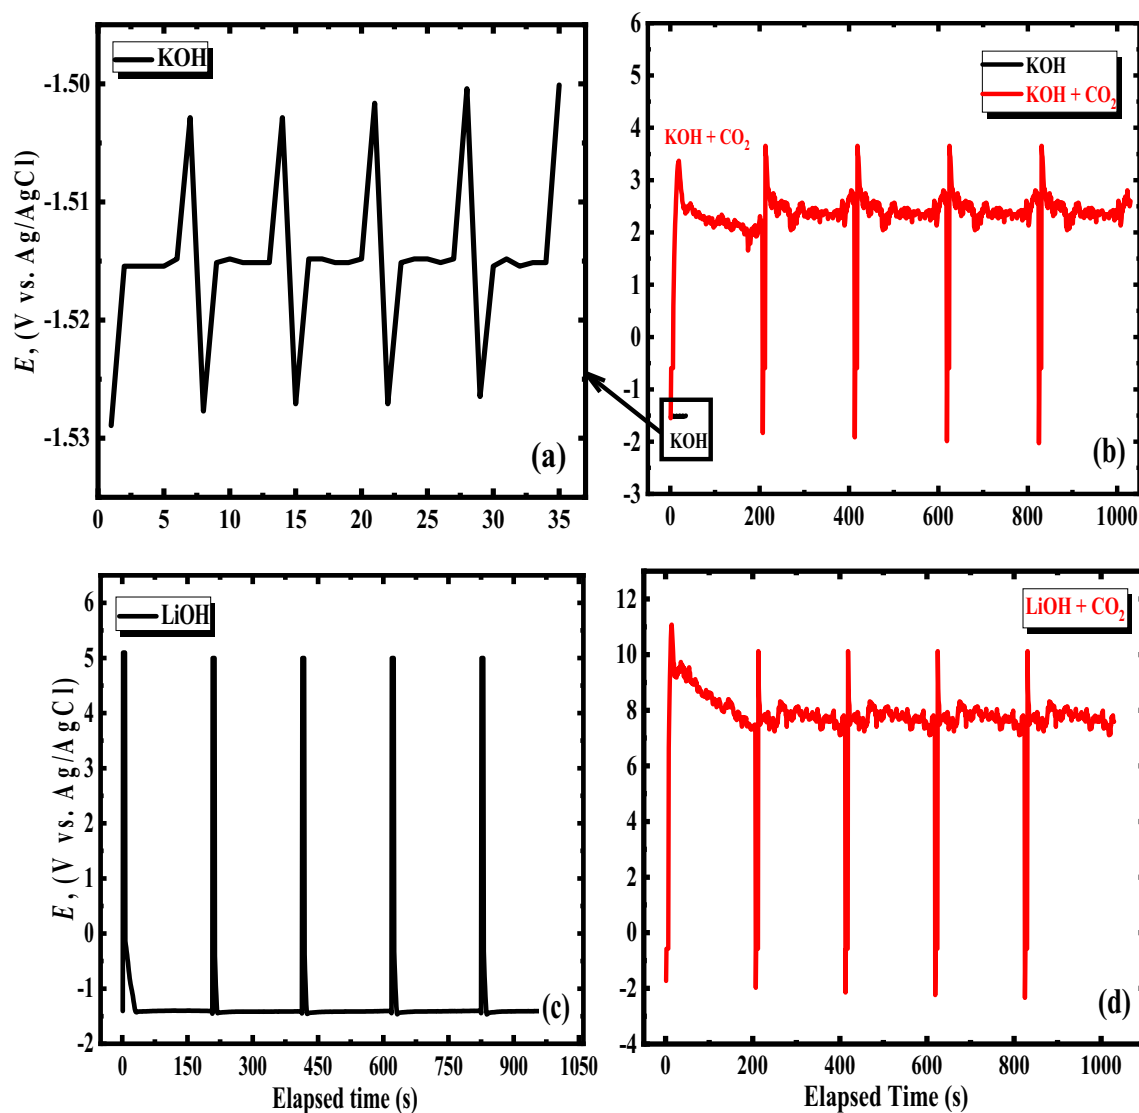 KOH
-1.50
-1.51
-1.52
-1.53
E, (V vs. Ag/AgCl)
(a)
0 5 10 15 20 25 30 35
KOH
KOH + CO2
KOH + CO2
6
5
4
3
2
1
0
-1
-2
-3
KOH
(b)
0 200 400 600 800 1000
LiOH
6
5
4
3
2
1
0
-1
-2
E, (V vs. Ag/AgCl)
(c)
0 150 300 450 600 750 900 1050
Elapsed time (s)
LiOH + CO2
12
10
8
6
4
2
0
-2
-4
(d)
0 200 400 600 800 1000
Elapsed Time (s)